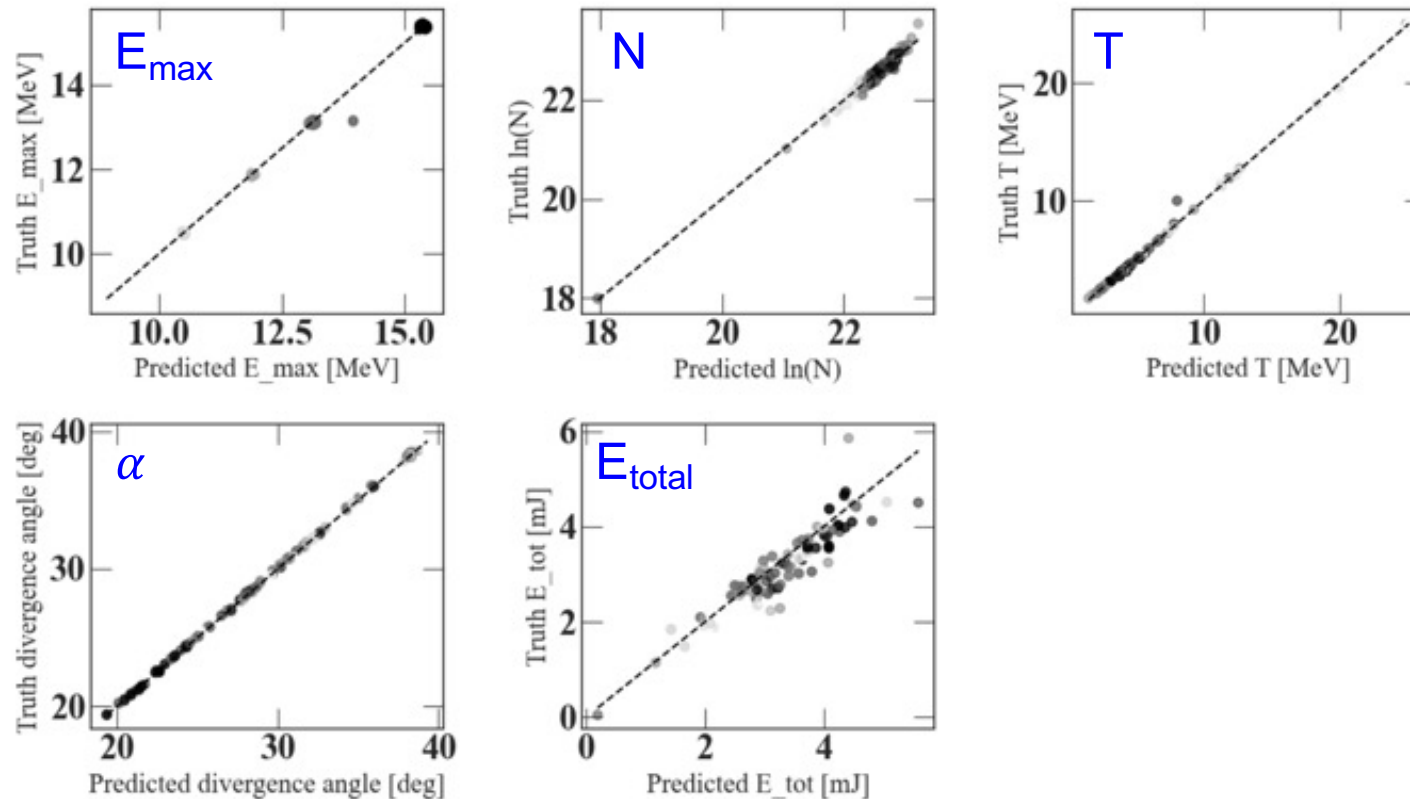 E_max
14
12
10
Truth E_max [MeV]
10.0 12.5 15.0
Predicted E_max [MeV]
N
22
20
18
Truth ln(N)
18 20 22
Predicted ln(N)
T
20
10
Truth T [MeV]
10 20
Predicted T [MeV]
α
40
30
20
Truth divergence angle [deg]
20 30 40
Predicted divergence angle [deg]
E_total
6
4
2
0
Truth E_tot [mJ]
0 2 4
Predicted E_tot [mJ]